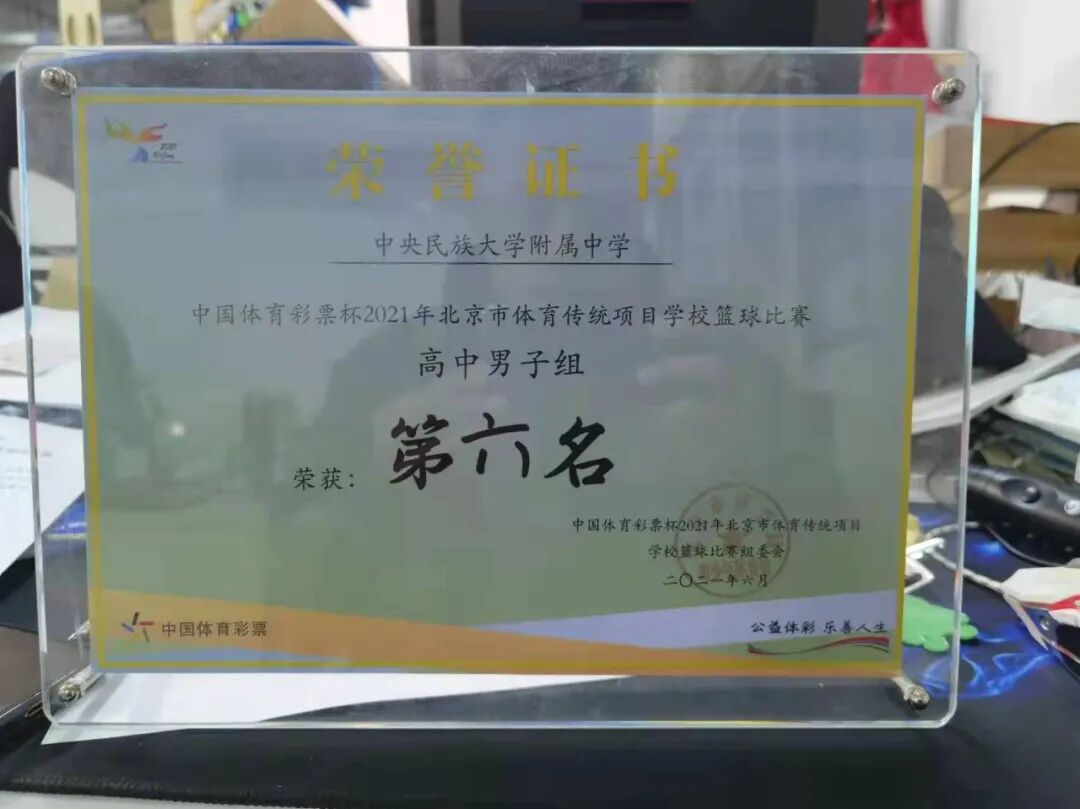 2021
荣誉证书
中央民族大学附属中学
中国体育彩票杯2021年北京市体育传统项目学校篮球比赛
高中男子组
荣获：第六名
中国体育彩票杯2021年北京市体育传统项目
学校篮球比赛组委会
二〇二一年六月
中国体育彩票
公益体彩 乐善人生